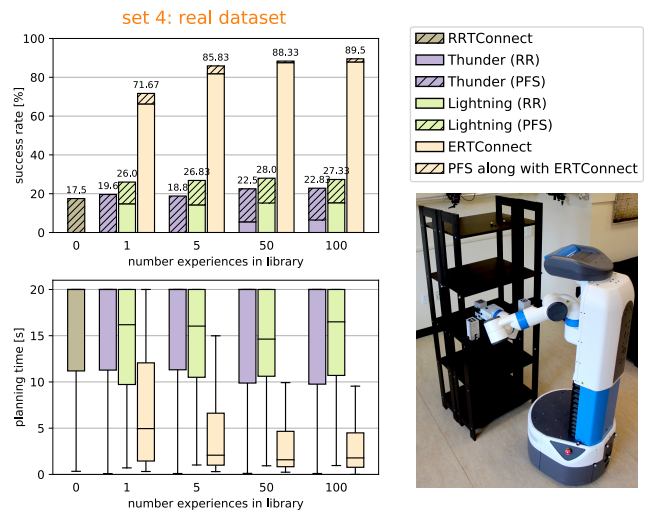 set 4: real dataset
success rate [%]
100
80
60
40
20
0
17.5
19.6
26.0
71.67
18.8
26.83
85.83
22.5
28.0
88.33
22.83
27.33
89.5
0 1 5 50 100
number experiences in library
planning time [s]
20
15
10
5
0
0 1 5 50 100
number experiences in library
RRTConnect
Thunder (RR)
Thunder (PFS)
Lightning (RR)
Lightning (PFS)
ERTConnect
PFS along with ERTConnect